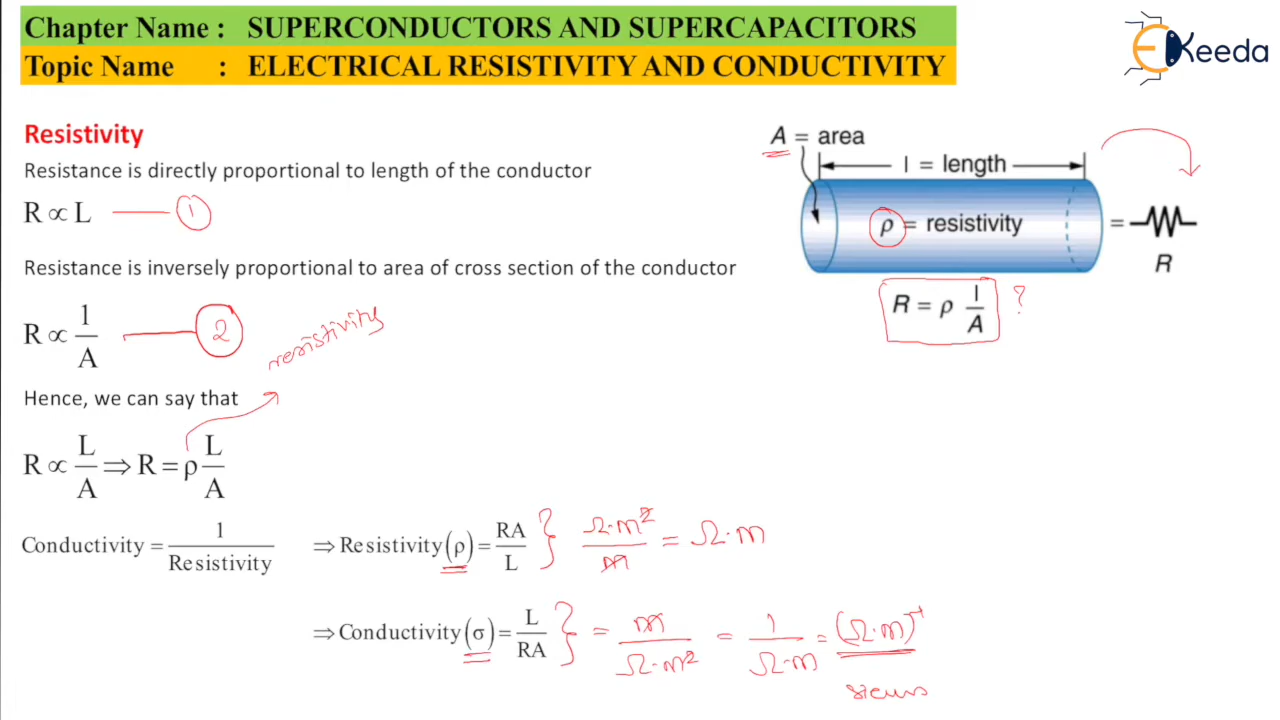 Chapter Name : SUPERCONDUCTORS AND SUPERCAPACITORS
Topic Name : ELECTRICAL RESISTIVITY AND CONDUCTIVITY
EKeeda
Resistivity
Resistance is directly proportional to length of the conductor
R ∝ L —— ①
Resistance is inversely proportional to area of cross section of the conductor
R ∝ 1/A —— ②
resistivity
Hence, we can say that
R ∝ L/A ⇒ R = ρ L/A
Conductivity = 1/Resistivity
⇒ Resistivity (ρ) = RA/L } Ω·m²/m = Ω·m
⇒ Conductivity (σ) = L/RA } = m/Ω·m² = 1/Ω·m = (Ω·m)⁻¹
A = area
l = length
ρ = resistivity
= R
R = ρ l/A ?